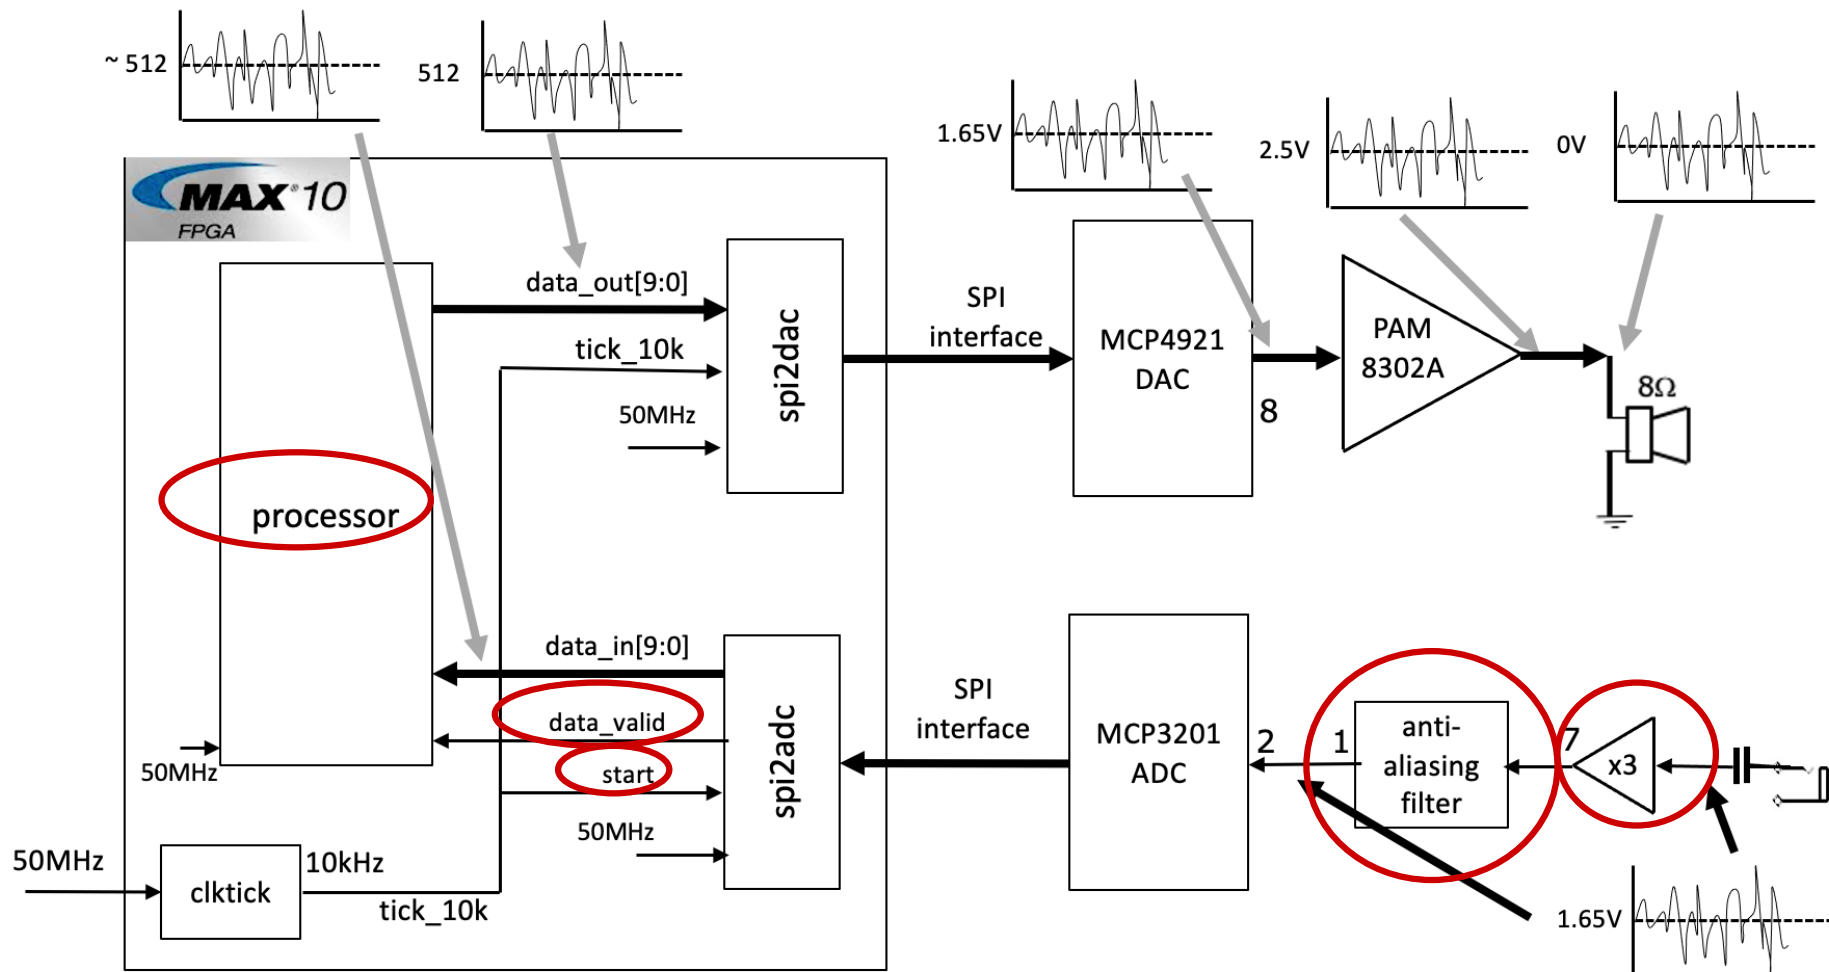 ~ 512
512
1.65V
2.5V
0V
MAX® 10
FPGA
data_out[9:0]
tick_10k
50MHz
spi2dac
SPI
interface
MCP4921
DAC
8
PAM
8302A
8Ω
processor
50MHz
data_in[9:0]
data_valid
start
50MHz
spi2adc
SPI
interface
MCP3201
ADC
2
1
anti-
aliasing
filter
7
x3
1.65V
50MHz
clktick
10kHz
tick_10k